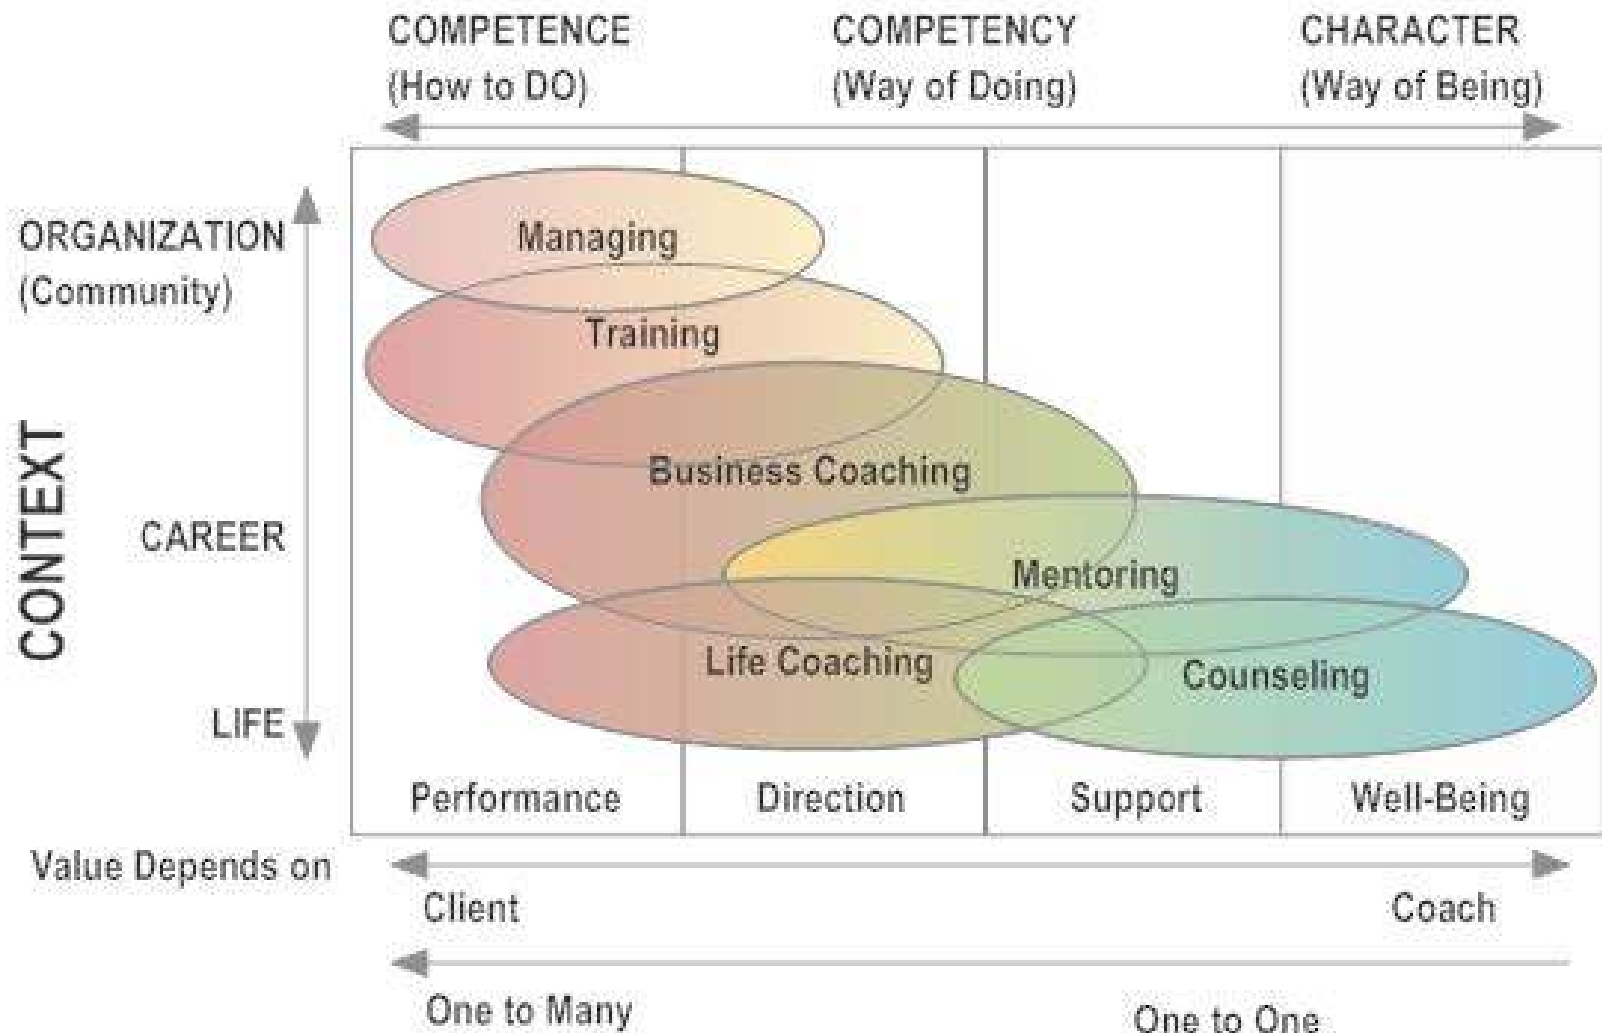 COMPETENCE
(How to DO)
COMPETENCY
(Way of Doing)
CHARACTER
(Way of Being)
ORGANIZATION
(Community)
CONTEXT
CAREER
LIFE
Managing
Training
Business Coaching
Mentoring
Life Coaching
Counseling
Performance
Direction
Support
Well-Being
Value Depends on
Client
Coach
One to Many
One to One